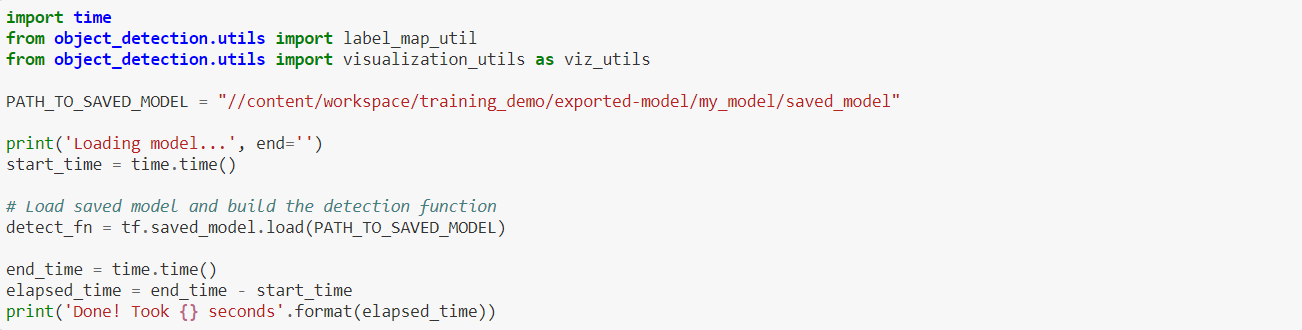 import time
from object_detection.utils import label_map_util
from object_detection.utils import visualization_utils as viz_utils
PATH_TO_SAVED_MODEL = "//content/workspace/training_demo/exported-model/my_model/saved_model"
print('Loading model...', end='')
start_time = time.time()
# Load saved model and build the detection function
detect_fn = tf.saved_model.load(PATH_TO_SAVED_MODEL)
end_time = time.time()
elapsed_time = end_time - start_time
print('Done! Took {} seconds'.format(elapsed_time))